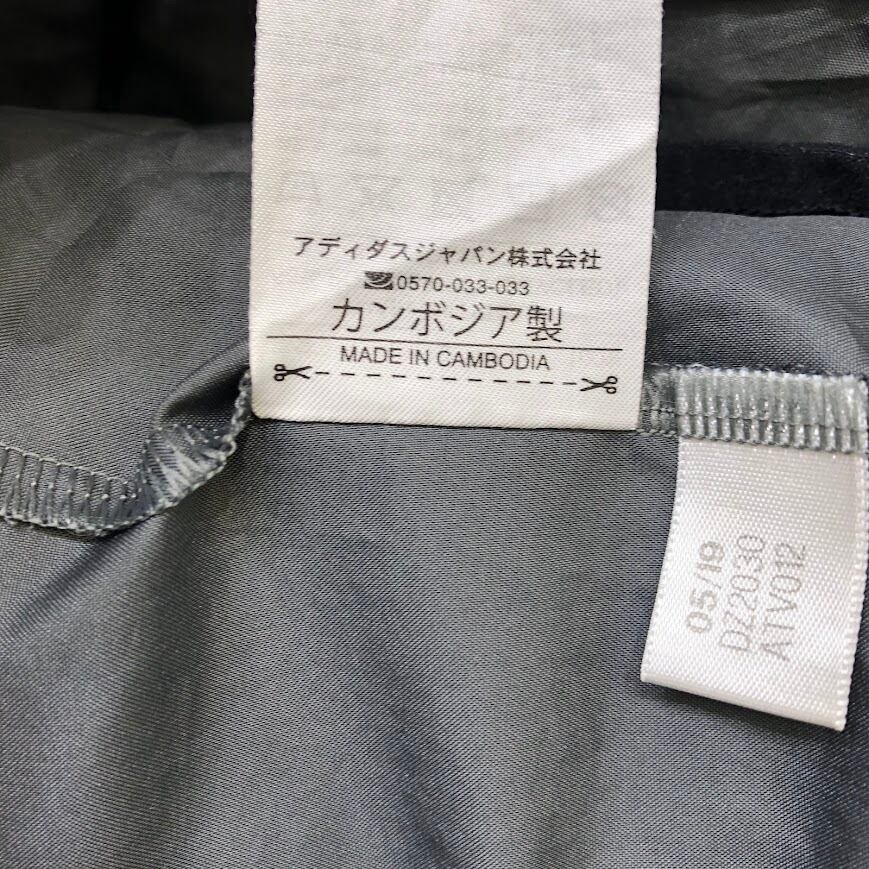 アディダスジャパン株式会社
0570-033-033
カンボジア製
MADE IN CAMBODIA
05/19
DZ2030
ATV012